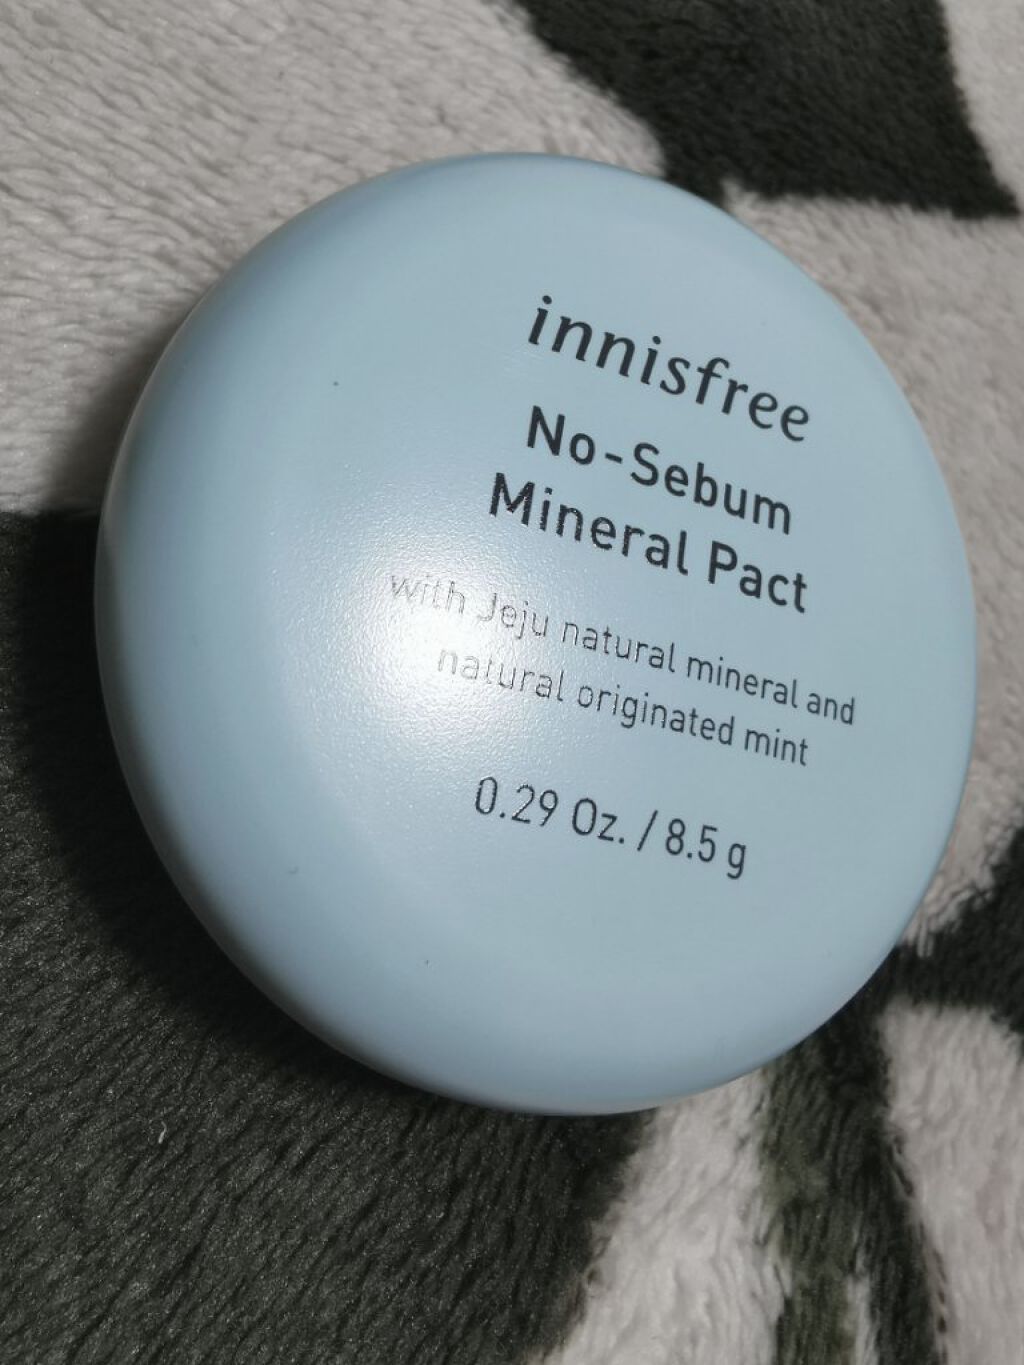 innisfree
No-Sebum
Mineral Pact
with Jeju natural mineral and
natural originated mint
0.29 Oz. / 8.5 g